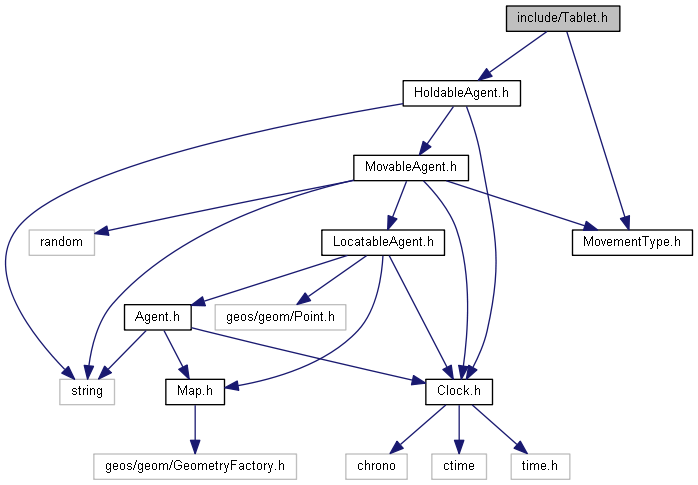 include/Tablet.h
HoldableAgent.h
MovableAgent.h
random
LocatableAgent.h
MovementType.h
Agent.h
geos/geom/Point.h
string
Map.h
Clock.h
geos/geom/GeometryFactory.h
chrono
ctime
time.h